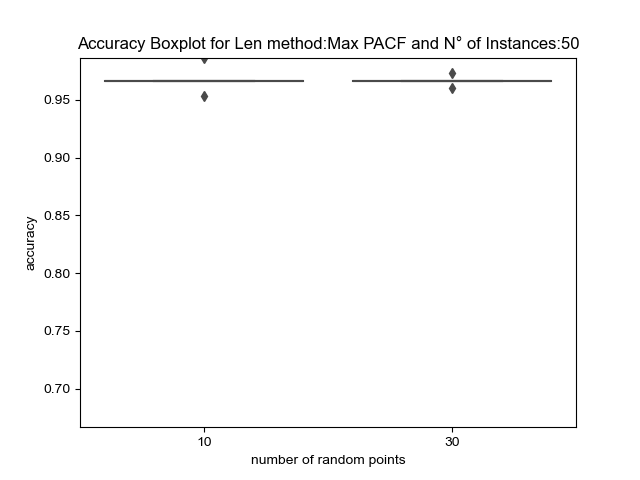 Accuracy Boxplot for Len method:Max PACF and N° of Instances:50
0.95
0.90
0.85
0.80
0.75
0.70
accuracy
10
30
number of random points